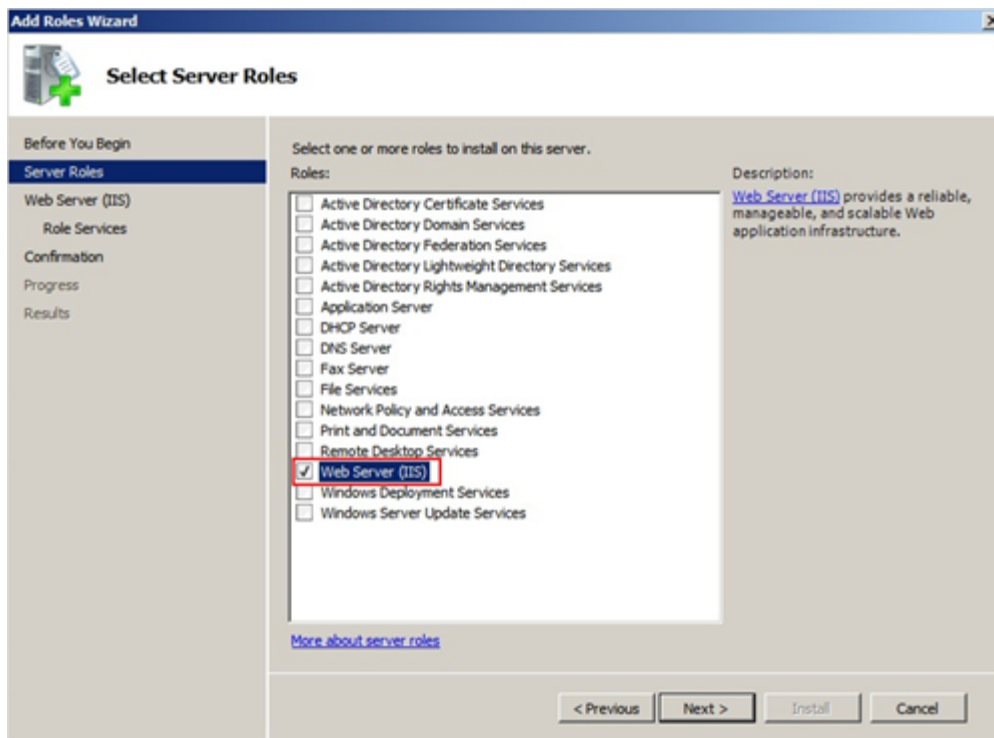 Add Roles Wizard
Select Server Roles
Before You Begin
Server Roles
Web Server (IIS)
Role Services
Confirmation
Progress
Results
Select one or more roles to install on this server.
Roles:
Active Directory Certificate Services
Active Directory Domain Services
Active Directory Federation Services
Active Directory Lightweight Directory Services
Active Directory Rights Management Services
Application Server
DHCP Server
DNS Server
Fax Server
File Services
Network Policy and Access Services
Print and Document Services
Remote Desktop Services
Web Server (IIS)
Windows Deployment Services
Windows Server Update Services
More about server roles
Description:
Web Server (IIS) provides a reliable,
manageable, and scalable Web
application infrastructure.
< Previous
Next >
Install
Cancel